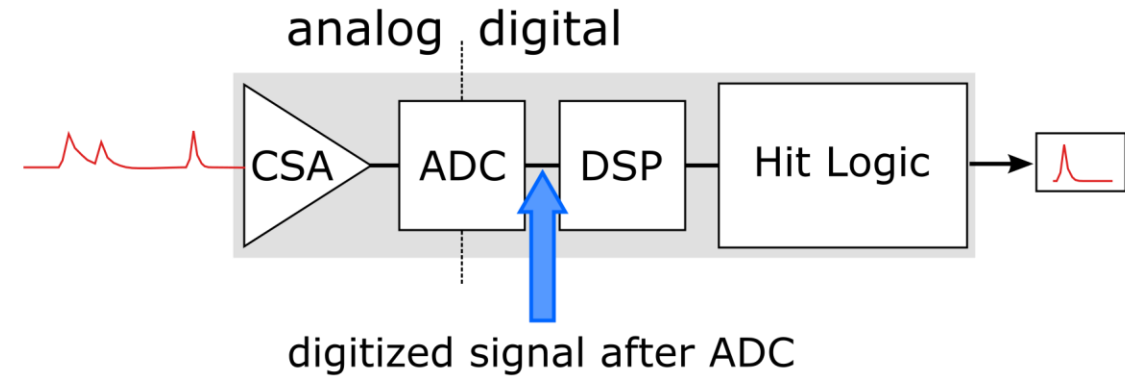 analog digital
CSA ADC DSP Hit Logic
digitized signal after ADC